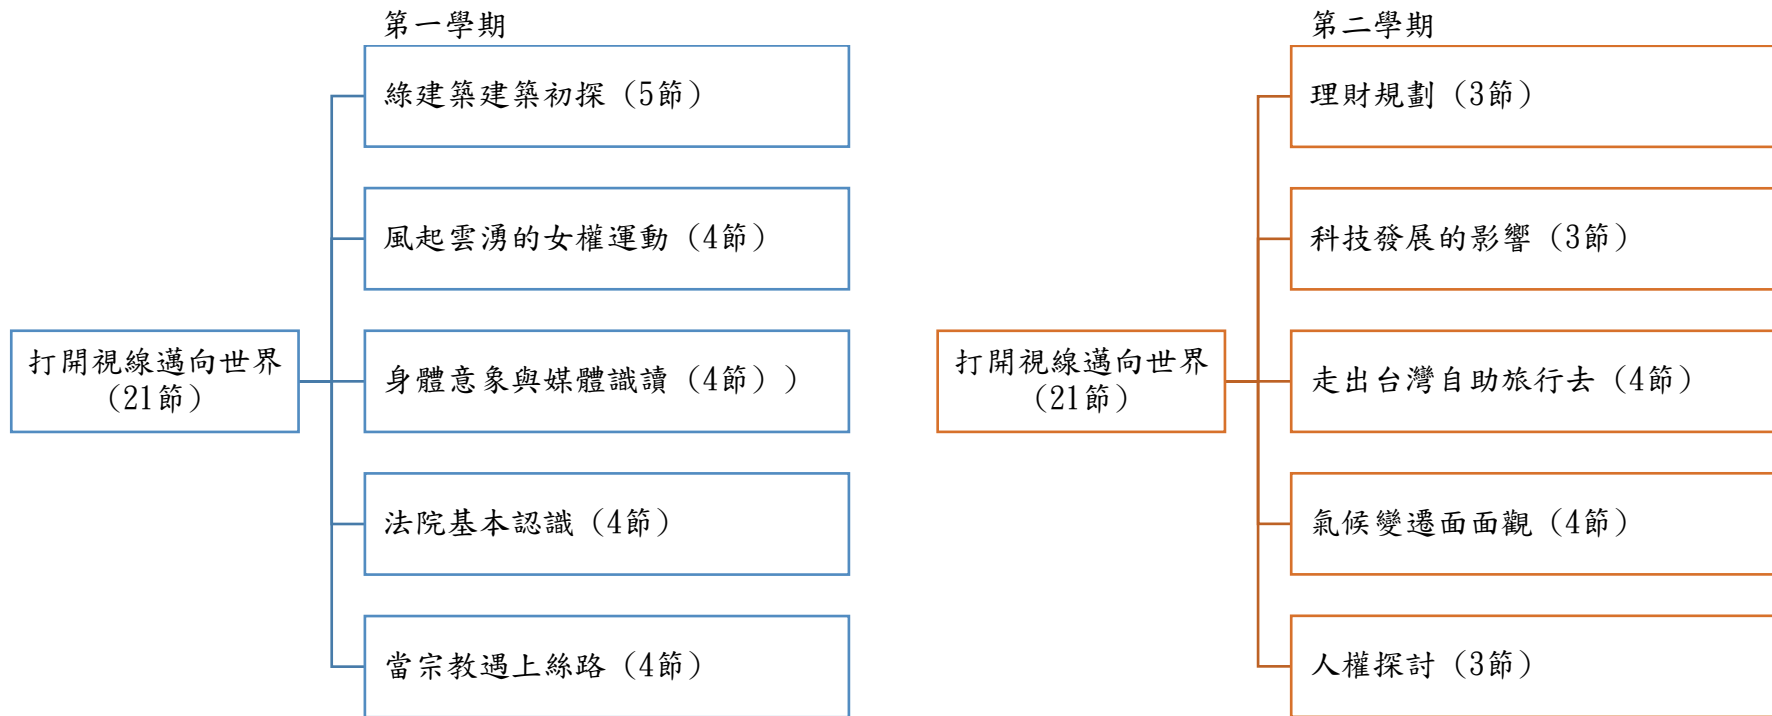 第一學期
綠建築建築初探（5節）
風起雲湧的女權運動（4節）
打開視線邁向世界
（21節）
身體意象與媒體識讀（4節））
法院基本認識（4節）
當宗教遇上絲路（4節）
第二學期
理財規劃（3節）
科技發展的影響（3節）
打開視線邁向世界
（21節）
走出台灣自助旅行去（4節）
氣候變遷面面觀（4節）
人權探討（3節）